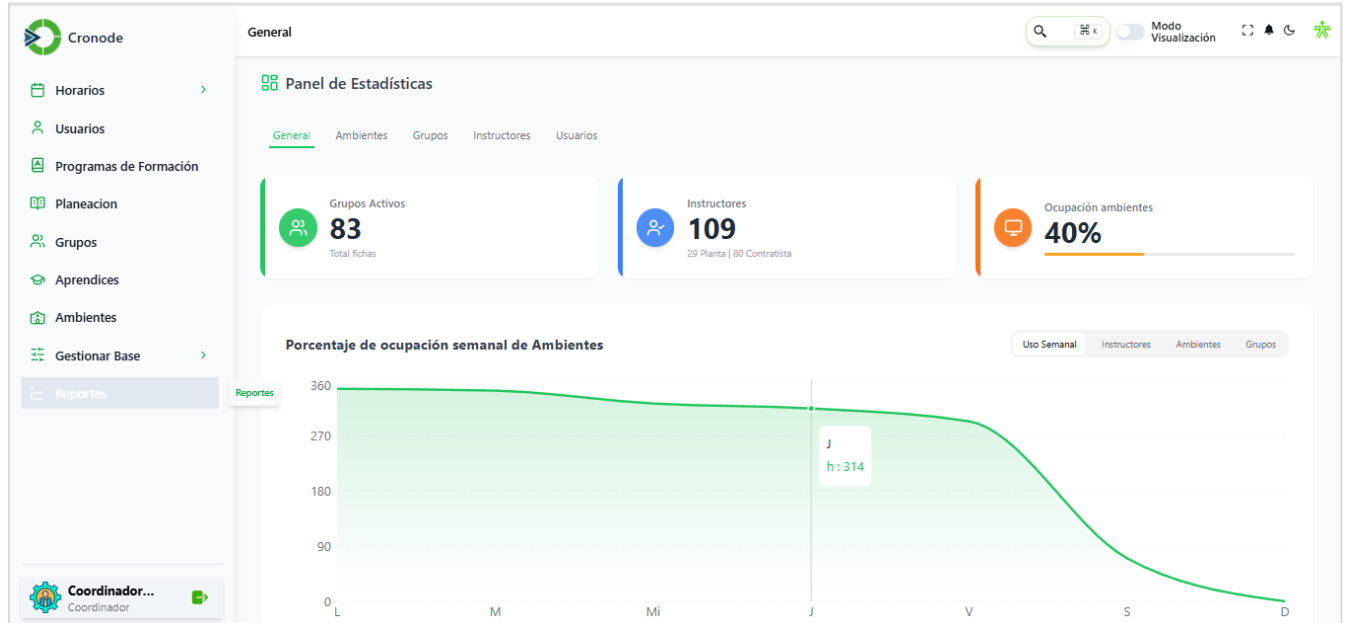 Cronode
General
⌘ K
Modo
Visualización
Horarios
Usuarios
Programas de Formación
Planeacion
Grupos
Aprendices
Ambientes
Gestionar Base
Reportes
Reportes
Coordinador...
Coordinador
Panel de Estadísticas
General Ambientes Grupos Instructores Usuarios
Grupos Activos
83
Total fichas
Instructores
109
29 Planta | 80 Contratista
Ocupación ambientes
40%
Porcentaje de ocupación semanal de Ambientes
Uso Semanal Instructores Ambientes Grupos
360
270
180
90
0
J
h : 314
L M Mi J V S D